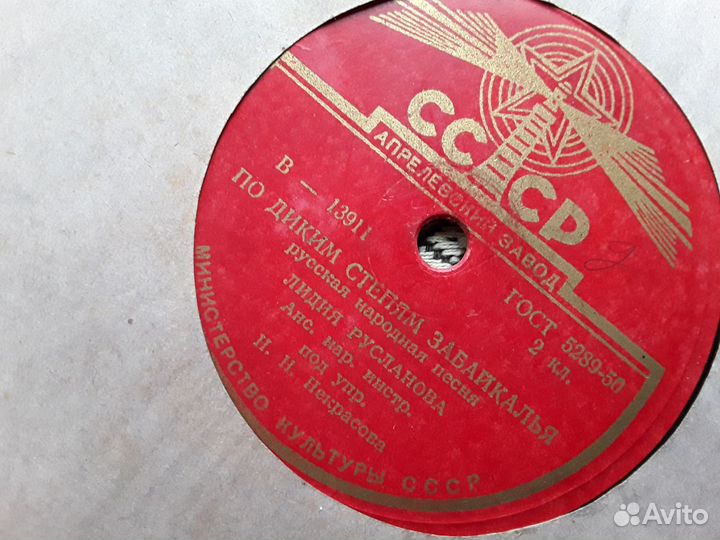 СССР
АПРЕЛЕВСКИЙ ЗАВОД
ГОСТ 5289-50
2 кл.
В — 13911
ПО ДИКИМ СТЕПЯМ ЗАБАЙКАЛЬЯ
русская народная песня
ЛИДИЯ РУСЛАНОВА
Анс. нар. инстр.
под упр.
П. Н. Некрасова
МИНИСТЕРСТВО КУЛЬТУРЫ СССР
Avito